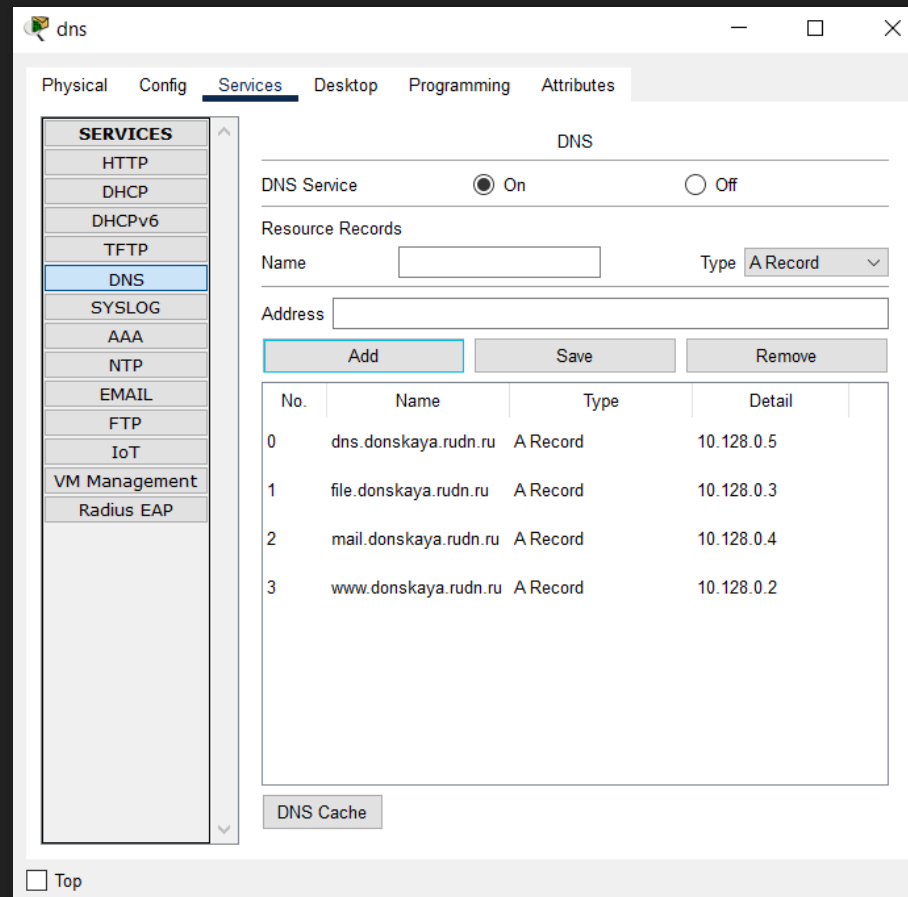 dns
Physical Config Services Desktop Programming Attributes
SERVICES
HTTP
DHCP
DHCPv6
TFTP
DNS
SYSLOG
AAA
NTP
EMAIL
FTP
IoT
VM Management
Radius EAP
DNS
DNS Service On Off
Resource Records
Name Type A Record
Address
Add Save Remove
No. Name Type Detail
0 dns.donskaya.rudn.ru A Record 10.128.0.5
1 file.donskaya.rudn.ru A Record 10.128.0.3
2 mail.donskaya.rudn.ru A Record 10.128.0.4
3 www.donskaya.rudn.ru A Record 10.128.0.2
DNS Cache
Top